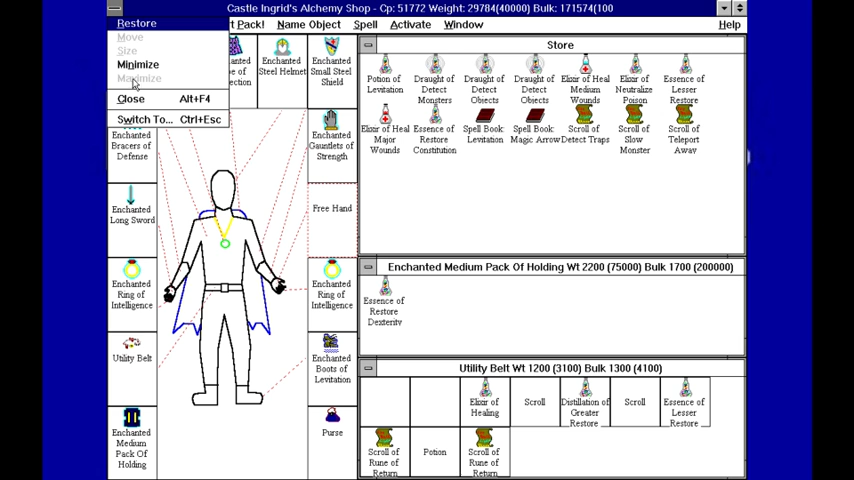 Castle Ingrid's Alchemy Shop - Cp: 51772 Weight: 29784(40000) Bulk: 171574(100
Restore
Move
Size
Minimize
Maximize
Close Alt+F4
Switch To... Ctrl+Esc
rt Pack! Name Object Spell Activate Window Help
Enchanted
Steel Helmet
Enchanted
Small Steel
Shield
Enchanted
Bracers of
Defense
Enchanted
Gauntlets of
Strength
Enchanted
Long Sword
Free Hand
Enchanted
Ring of
Intelligence
Enchanted
Ring of
Intelligence
Utility Belt
Enchanted
Boots of
Levitation
Enchanted
Medium
Pack Of
Holding
Purse
Store
Potion of
Levitation
Draught of
Detect
Monsters
Draught of
Detect
Objects
Draught of
Detect
Objects
Elixir of Heal
Medium
Wounds
Elixir of
Neutralize
Poison
Essence of
Lesser
Restore
Elixir of Heal
Major
Wounds
Essence of
Restore
Constitution
Spell Book:
Levitation
Spell Book:
Magic Arrow
Scroll of
Detect Traps
Scroll of
Slow
Monster
Scroll of
Teleport
Away
Enchanted Medium Pack Of Holding Wt 2200 (75000) Bulk 1700 (200000)
Essence of
Restore
Dexterity
Utility Belt Wt 1200 (3100) Bulk 1300 (4100)
Elixir of
Healing
Scroll
Distillation of
Greater
Restore
Scroll
Essence of
Lesser
Restore
Scroll of
Rune of
Return
Potion
Scroll of
Rune of
Return